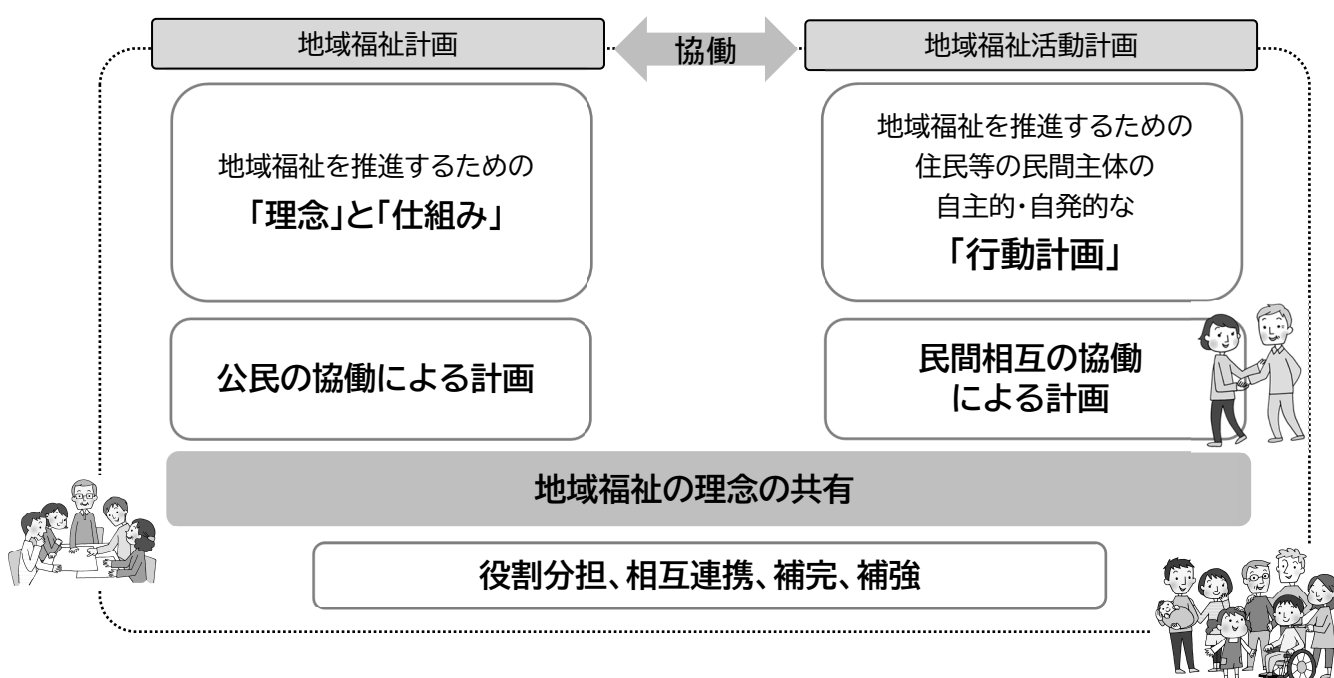 地域福祉計画
協働
地域福祉活動計画
地域福祉を推進するための
「理念」と「仕組み」
地域福祉を推進するための
住民等の民間主体の
自主的・自発的な
「行動計画」
公民の協働による計画
民間相互の協働
による計画
地域福祉の理念の共有
役割分担、相互連携、補完、補強